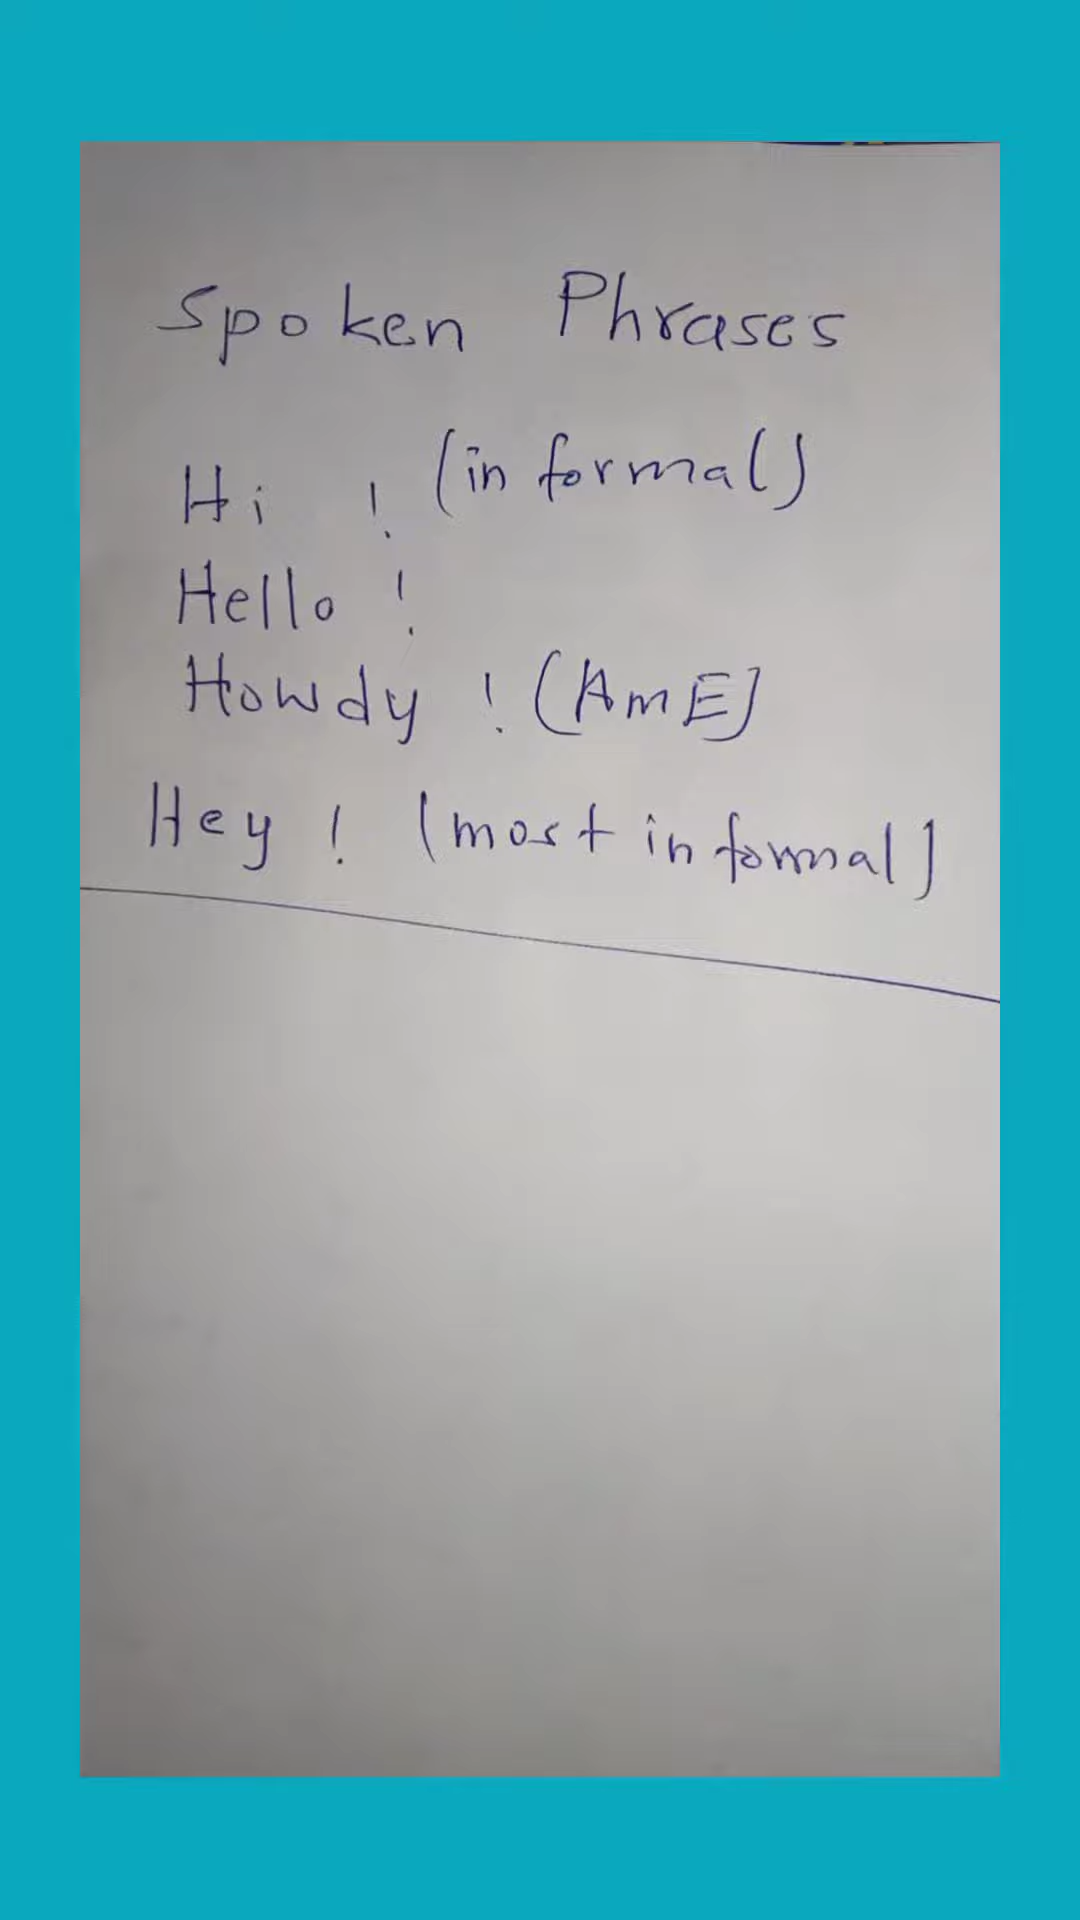 Spoken Phrases
Hi ! (informal)
Hello !
Howdy ! (AmE)
Hey ! (most informal)